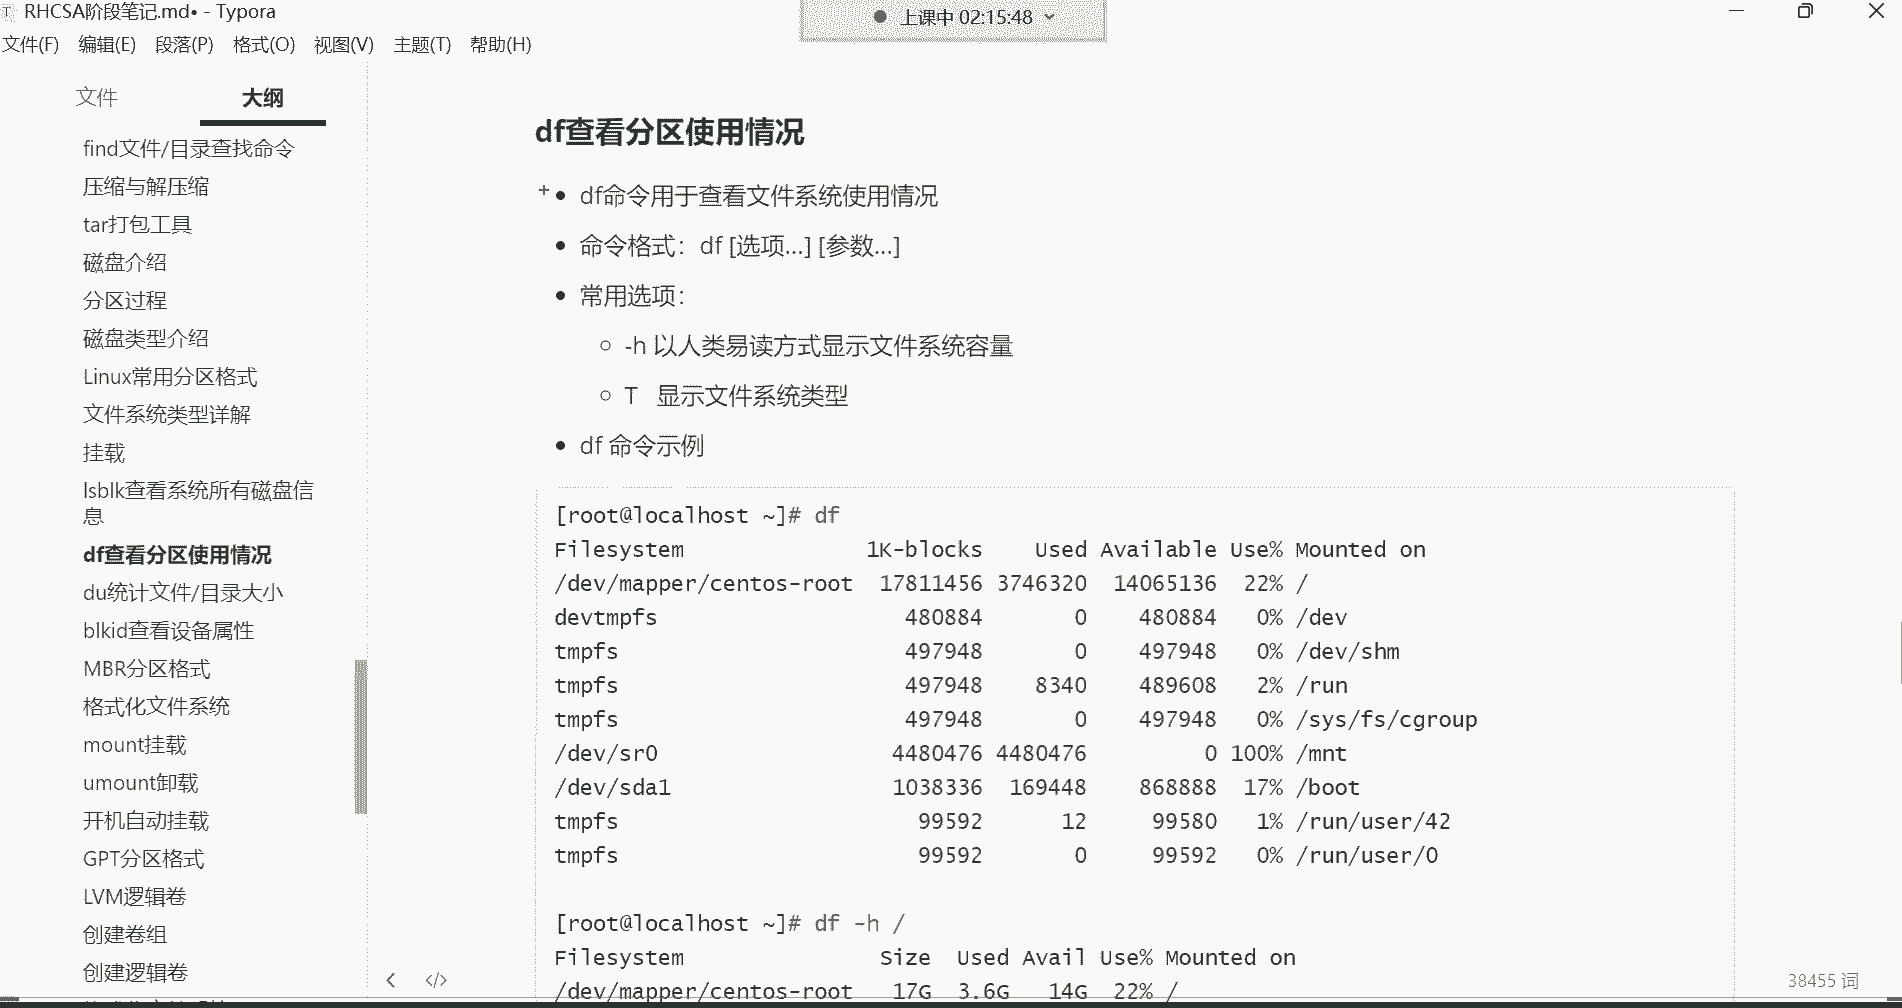 RHCSA阶段笔记.md• - Typora
上课中 02:15:48
文件(F) 编辑(E) 段落(P) 格式(O) 视图(V) 主题(T) 帮助(H)
文件 大纲
find文件/目录查找命令
压缩与解压缩
tar打包工具
磁盘介绍
分区过程
磁盘类型介绍
Linux常用分区格式
文件系统类型详解
挂载
lsblk查看系统所有磁盘信
息
df查看分区使用情况
du统计文件/目录大小
blkid查看设备属性
MBR分区格式
格式化文件系统
mount挂载
umount卸载
开机自动挂载
GPT分区格式
LVM逻辑卷
创建卷组
创建逻辑卷
df查看分区使用情况
df命令用于查看文件系统使用情况
命令格式：df [选项...] [参数...]
常用选项：
-h 以人类易读方式显示文件系统容量
T 显示文件系统类型
df 命令示例
[root@localhost ~]# df
Filesystem 1K-blocks Used Available Use% Mounted on
/dev/mapper/centos-root 17811456 3746320 14065136 22% /
devtmpfs 480884 0 480884 0% /dev
tmpfs 497948 0 497948 0% /dev/shm
tmpfs 497948 8340 489608 2% /run
tmpfs 497948 0 497948 0% /sys/fs/cgroup
/dev/sr0 4480476 4480476 0 100% /mnt
/dev/sda1 1038336 169448 868888 17% /boot
tmpfs 99592 12 99580 1% /run/user/42
tmpfs 99592 0 99592 0% /run/user/0
[root@localhost ~]# df -h /
Filesystem Size Used Avail Use% Mounted on
/dev/mapper/centos-root 17G 3.6G 14G 22% /
38455 词